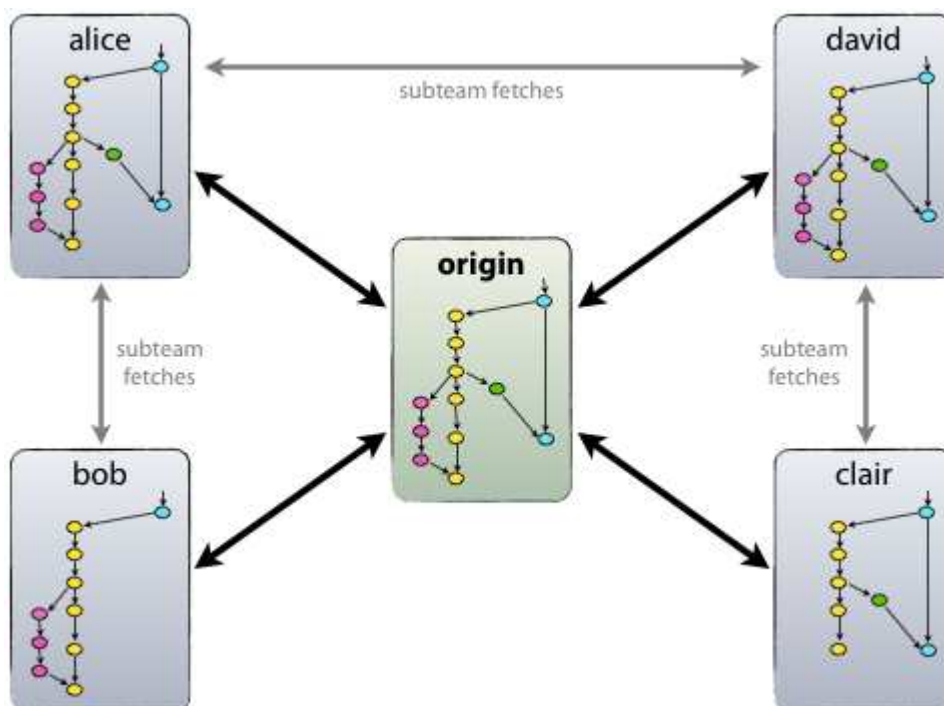 alice
david
subteam fetches
origin
subteam
fetches
subteam
fetches
bob
clair